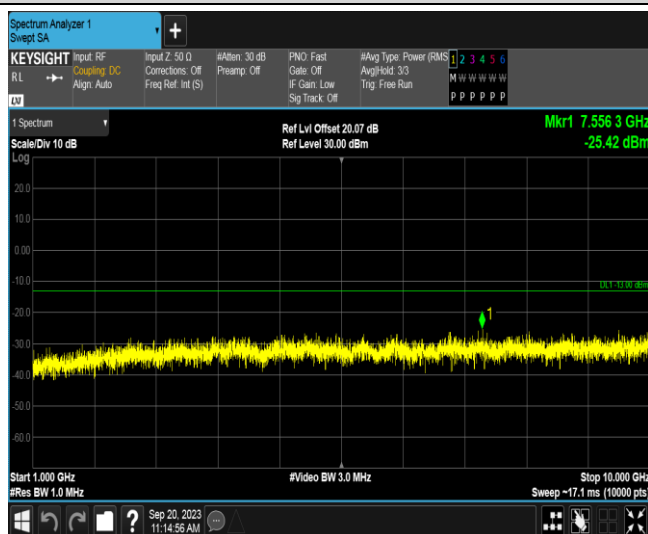 Spectrum Analyzer 1
Swept SA
KEYSIGHT
RL
LXI
Input: RF
Coupling: DC
Align: Auto
Input Z: 50 Ω
Corrections: Off
Freq Ref: Int (S)
#Atten: 30 dB
Preamp: Off
PNO: Fast
Gate: Off
IF Gain: Low
Sig Track: Off
#Avg Type: Power (RMS
Avg|Hold: 3/3
Trig: Free Run
1 2 3 4 5 6
M W W W W W
P P P P P P
1 Spectrum
Scale/Div 10 dB
Log
Ref Lvl Offset 20.07 dB
Ref Level 30.00 dBm
Mkr1 7.556 3 GHz
-25.42 dBm
20.0
10.0
0.00
-10.0
DL1 -13.00 dBm
-20.0
1
-30.0
-40.0
-50.0
-60.0
Start 1.000 GHz
#Video BW 3.0 MHz
Stop 10.000 GHz
#Res BW 1.0 MHz
Sweep ~17.1 ms (10000 pts)
?
Sep 20, 2023
11:14:56 AM